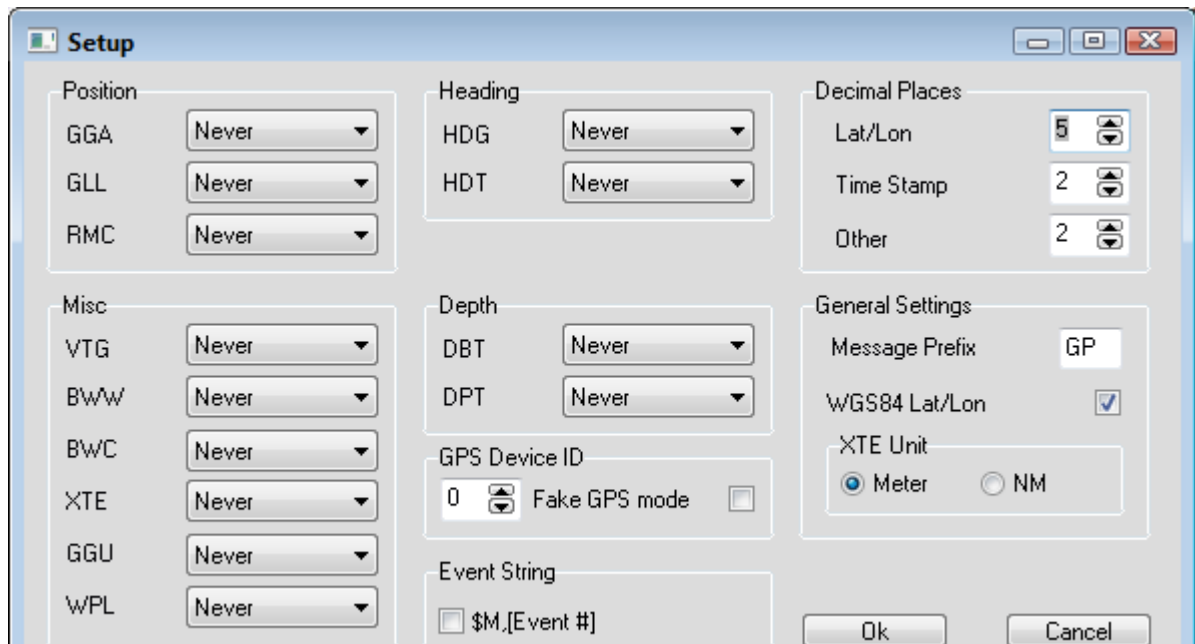 Setup
Position
GGA Never
GLL Never
RMC Never
Heading
HDG Never
HDT Never
Decimal Places
Lat/Lon 5
Time Stamp 2
Other 2
Misc
VTG Never
BWW Never
BWC Never
XTE Never
GGU Never
WPL Never
Depth
DBT Never
DPT Never
GPS Device ID
0 Fake GPS mode
Event String
$M,[Event #]
General Settings
Message Prefix GP
WGS84 Lat/Lon
XTE Unit
Meter NM
Ok Cancel